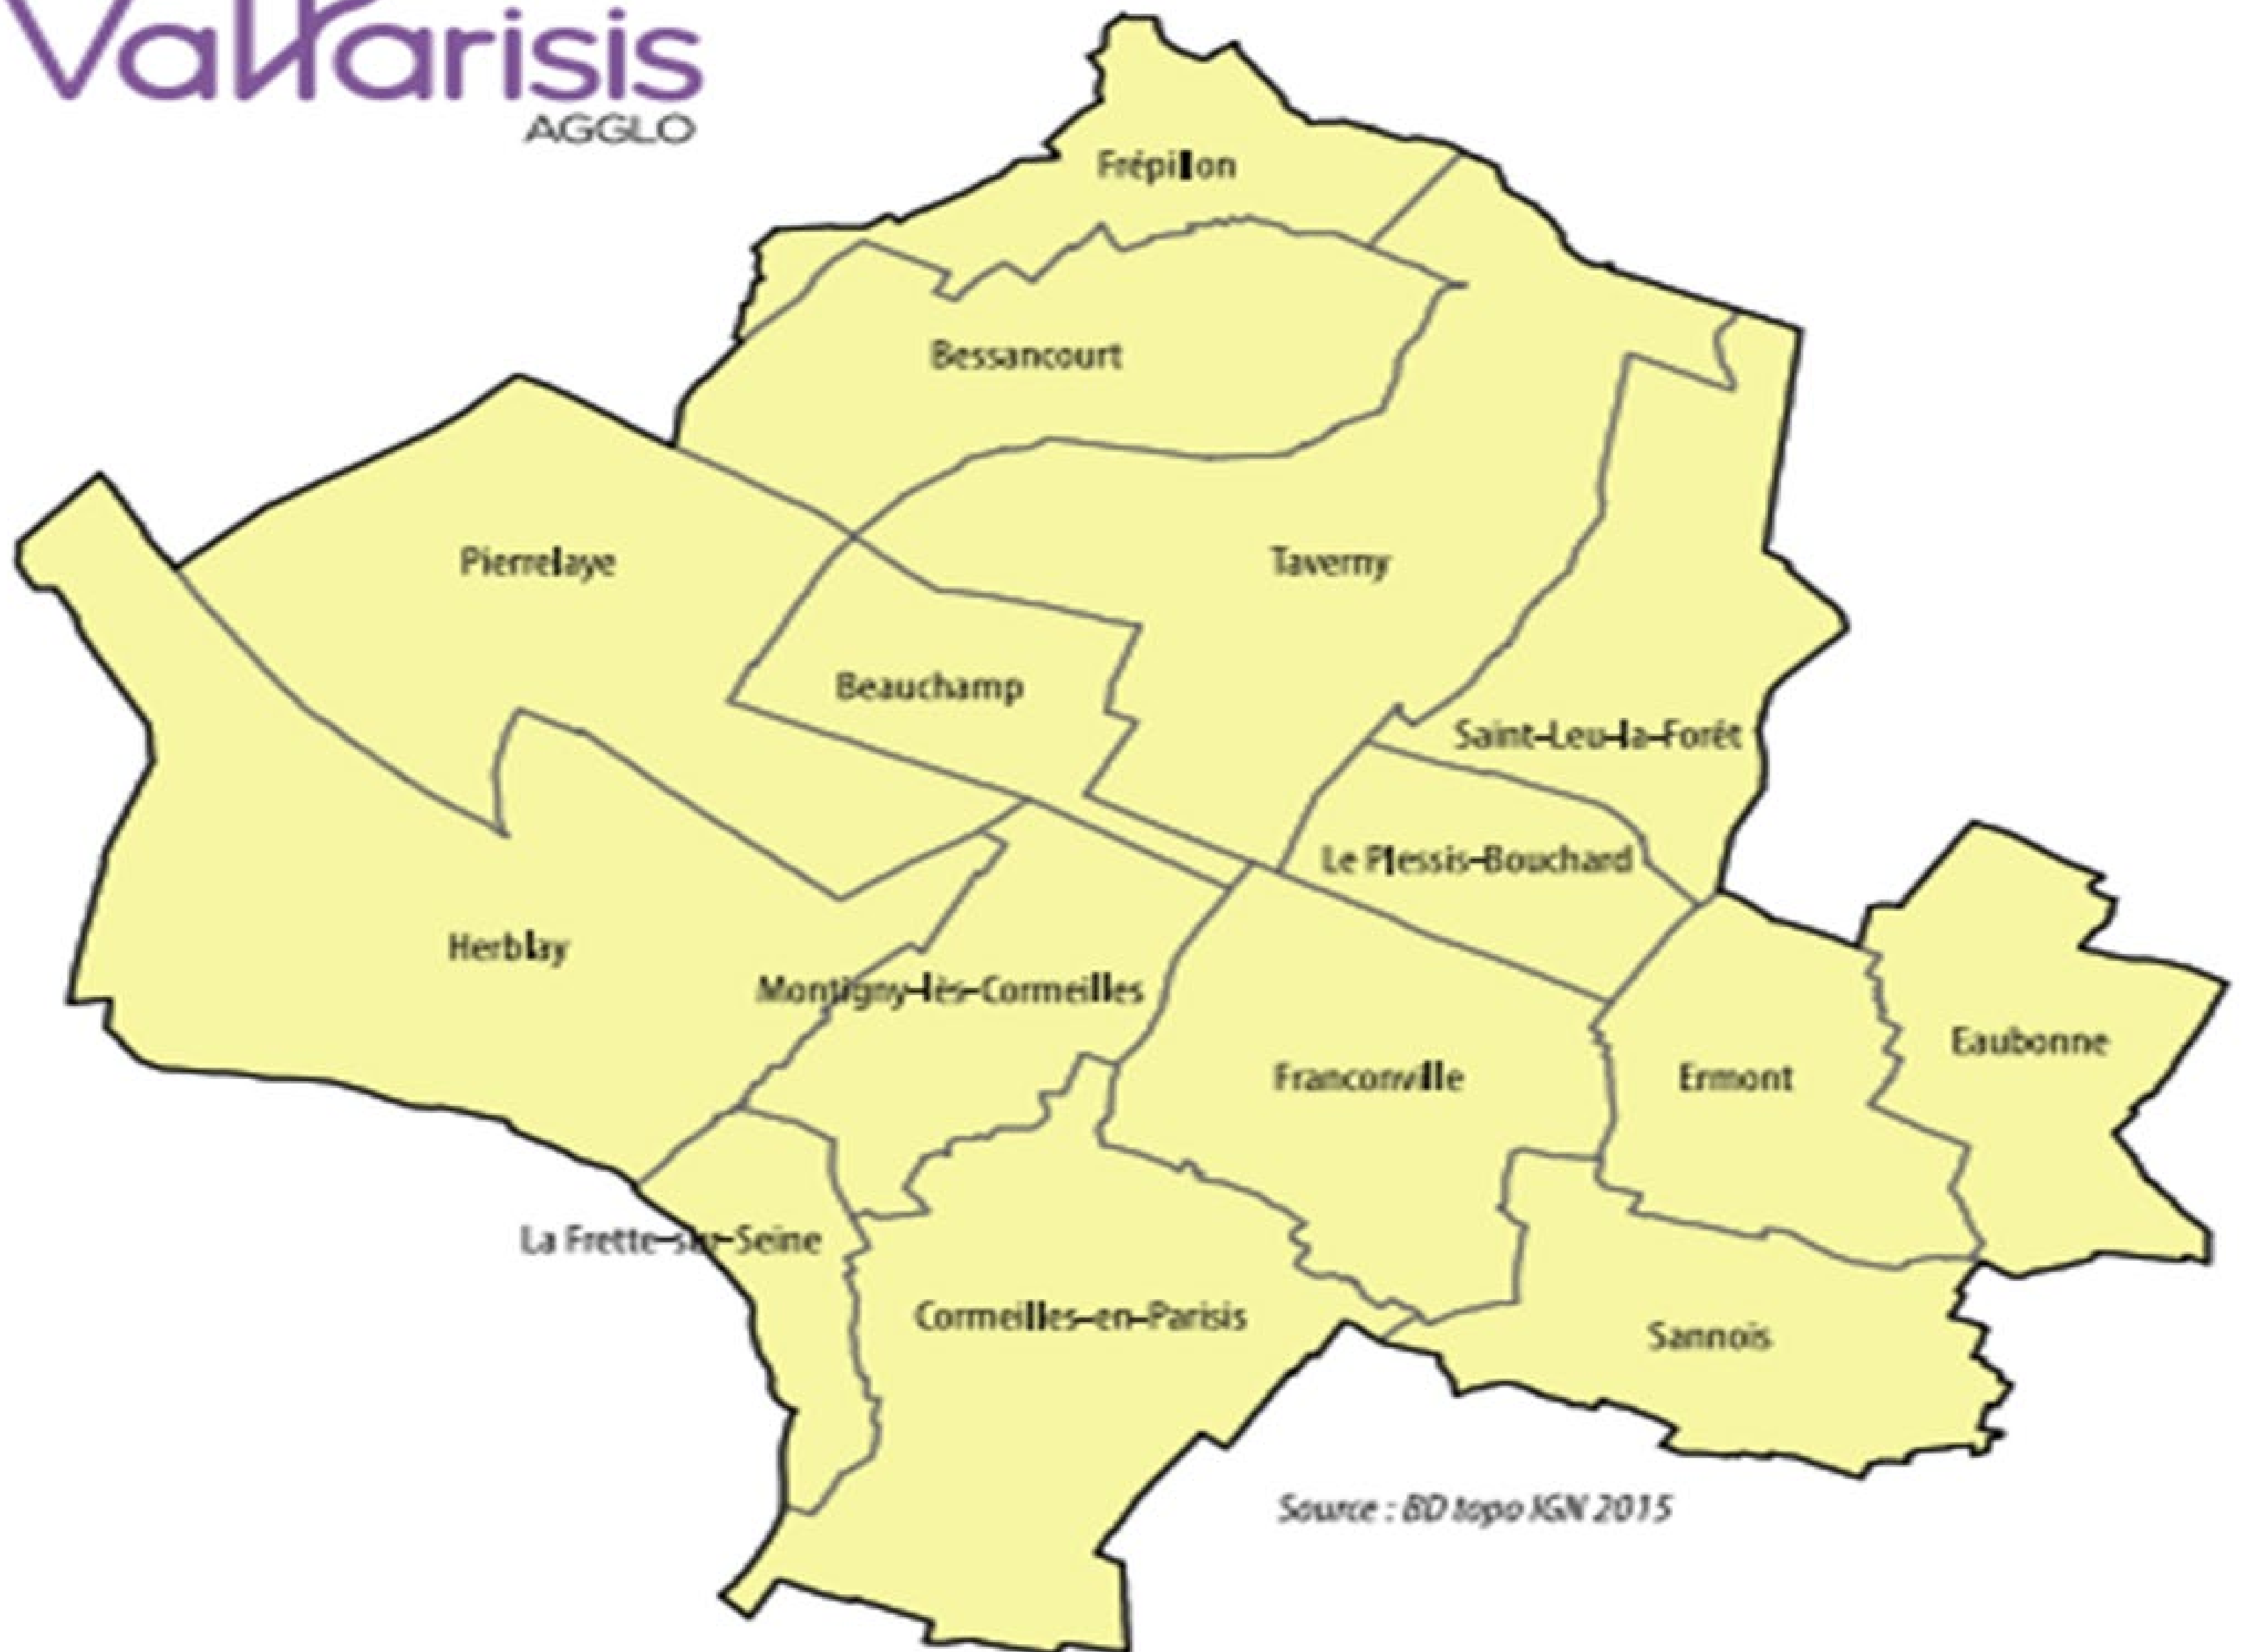 ValParisis
AGGLO
Frépillon
Bessancourt
Pierrelaye
Taverny
Beauchamp
Saint-Leu-la-Forêt
Le Plessis-Bouchard
Herblay
Montigny-lès-Cormeilles
Eaubonne
Franconville
Ermont
La Frette-sur-Seine
Cormeilles-en-Parisis
Sannois
Source : BD topo IGN 2015